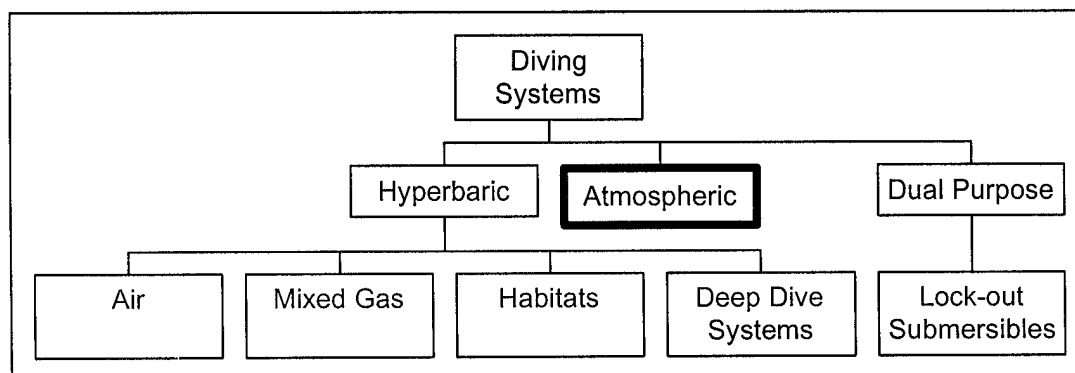 Diving
Systems
Hyperbaric
Atmospheric
Dual Purpose
Air
Mixed Gas
Habitats
Deep Dive
Systems
Lock-out
Submersibles